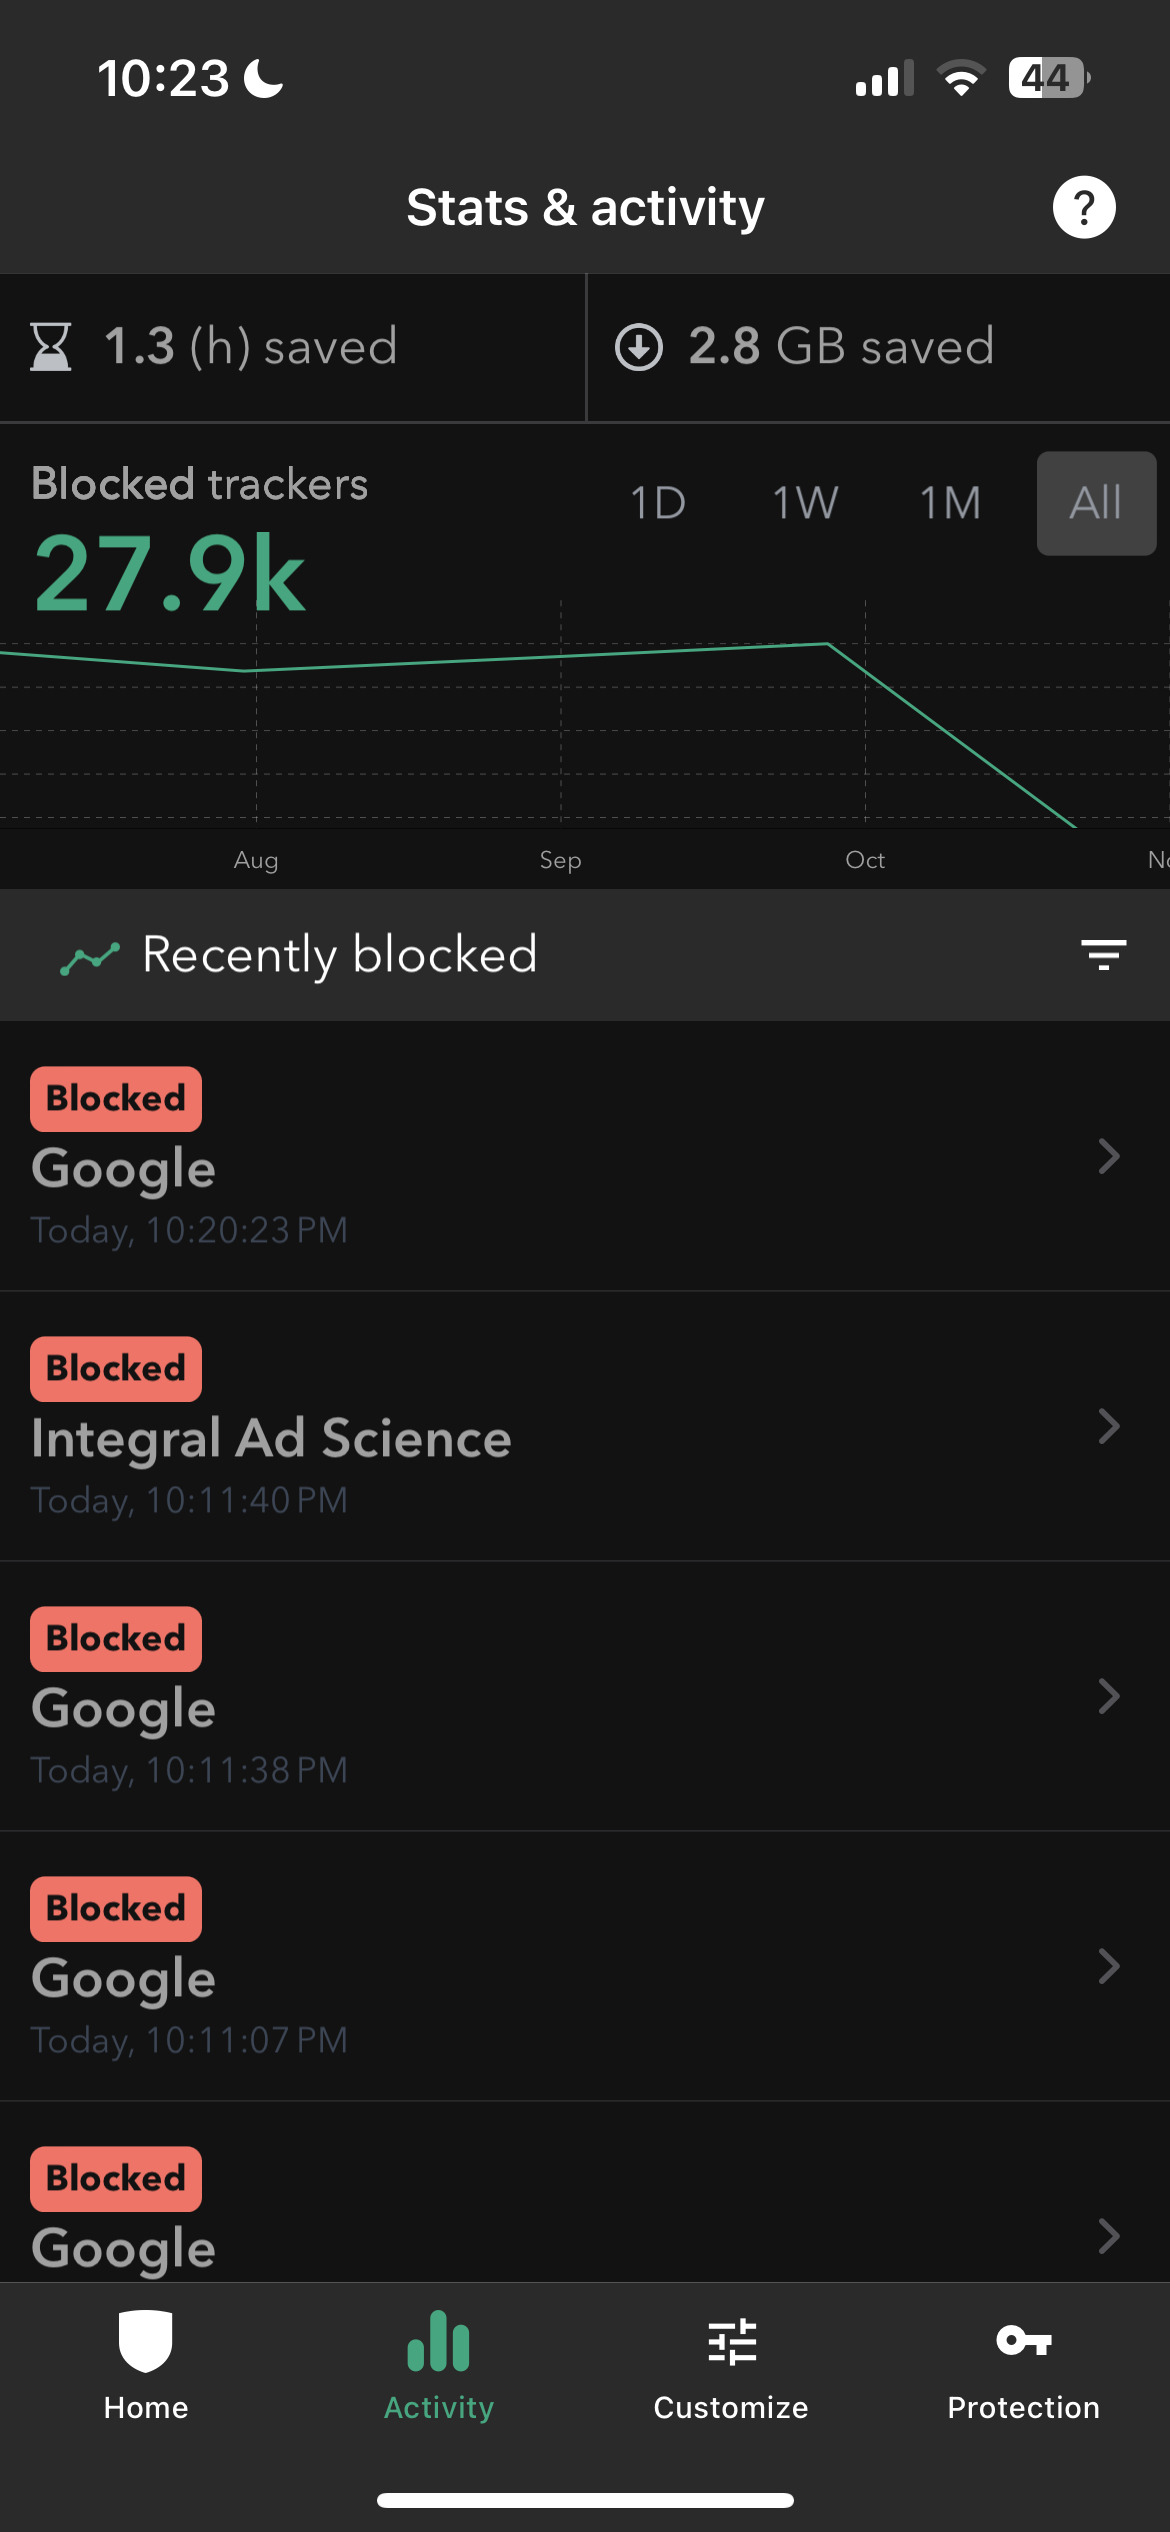 10:23
44
Stats & activity
?
1.3 (h) saved
2.8 GB saved
Blocked trackers
1D 1W 1M All
27.9k
Aug Sep Oct
Recently blocked
Blocked
Google
Today, 10:20:23 PM
Blocked
Integral Ad Science
Today, 10:11:40 PM
Blocked
Google
Today, 10:11:38 PM
Blocked
Google
Today, 10:11:07 PM
Blocked
Google
Home Activity Customize Protection